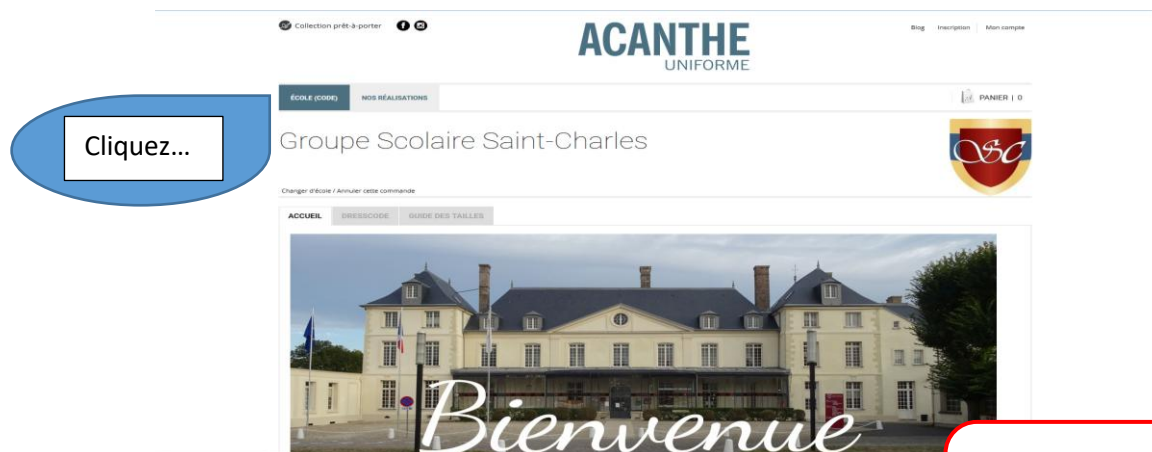 Collection prêt-à-porter
ACANTHE
UNIFORME
Blog Inscription Mon compte
ÉCOLE (CODE) NOS RÉALISATIONS
PANIER | 0
Cliquez...
Groupe Scolaire Saint-Charles
SC
Changer d'école / Annuler cette commande
ACCUEIL DRESSCODE GUIDE DES TAILLES
Bienvenue